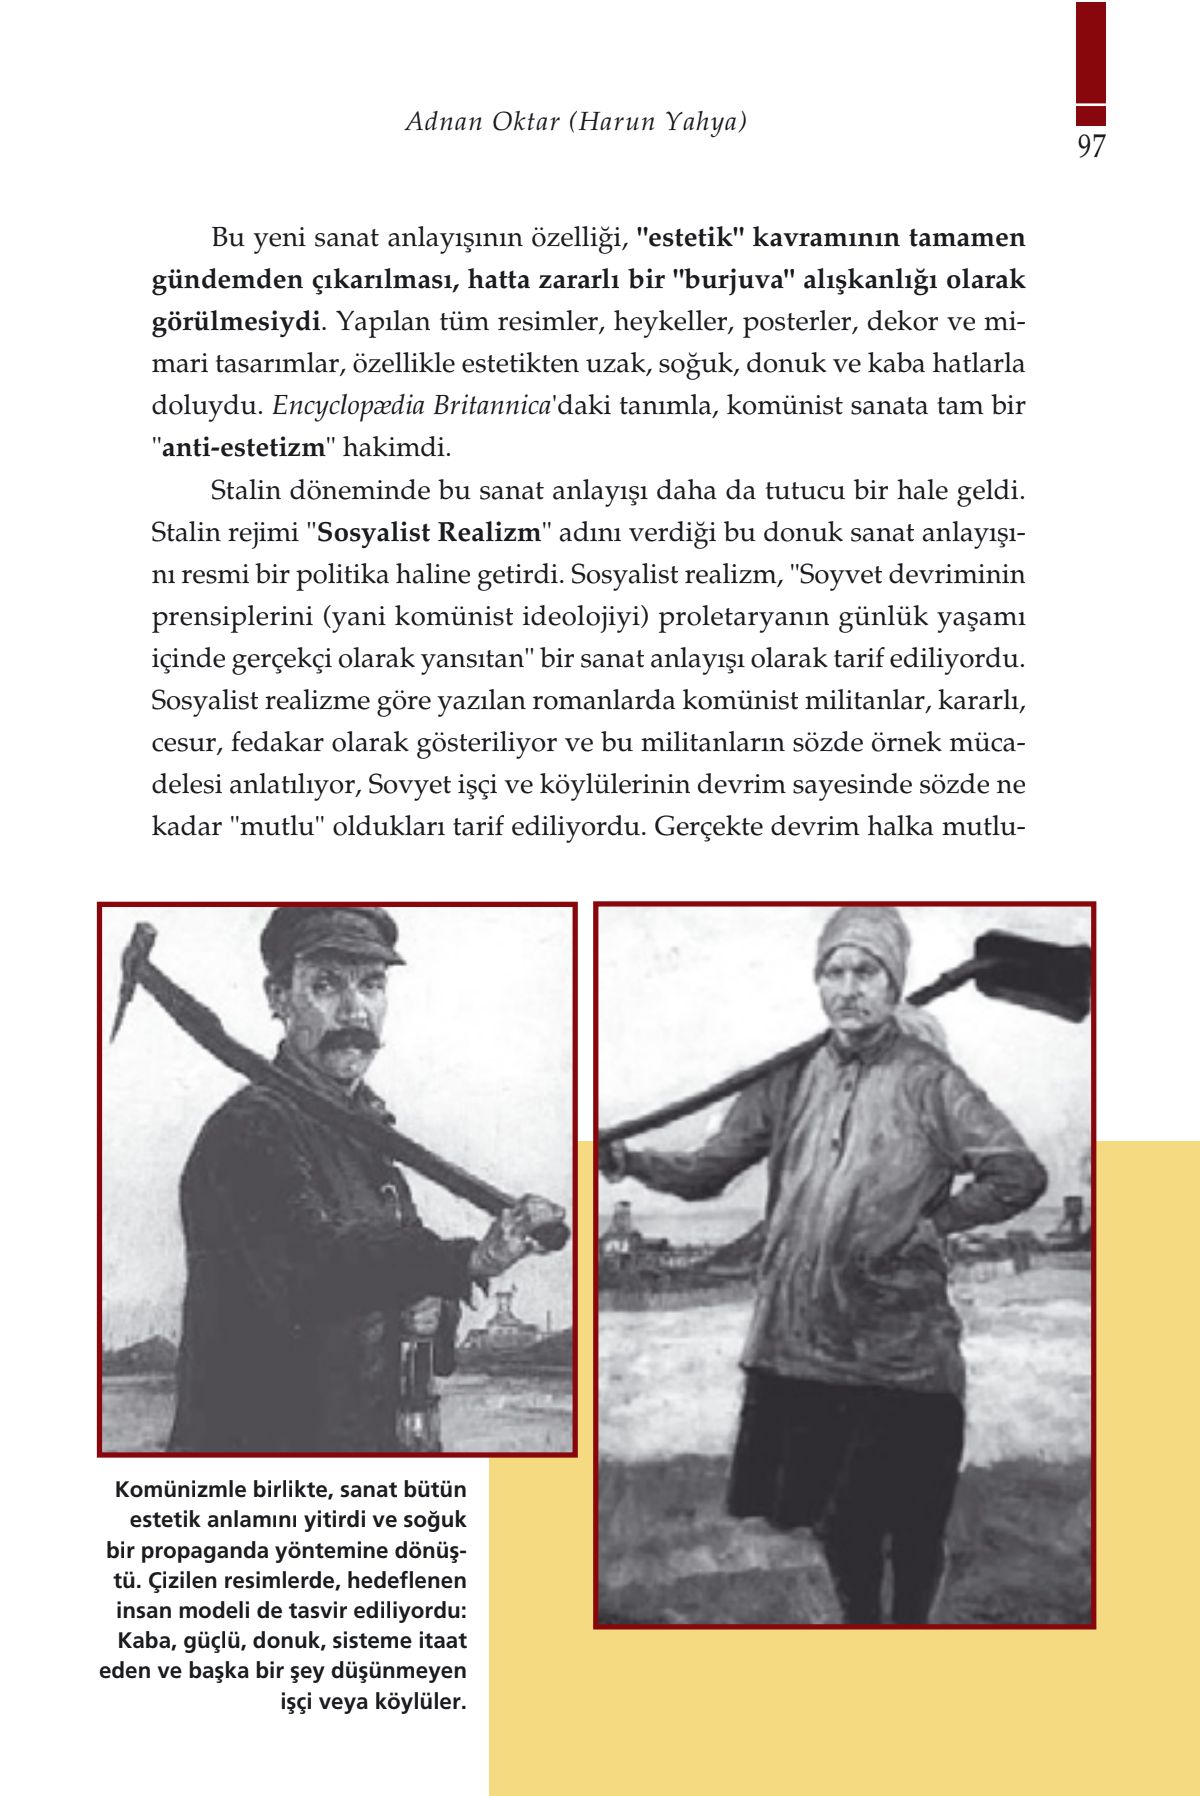 Adnan Oktar (Harun Yahya)
97
Bu yeni sanat anlayışının özelliği, "estetik" kavramının tamamen
gündemden çıkarılması, hatta zararlı bir "burjuva" alışkanlığı olarak
görülmesiydi. Yapılan tüm resimler, heykeller, posterler, dekor ve mi-
mari tasarımlar, özellikle estetikten uzak, soğuk, donuk ve kaba hatlarla
doluydu. Encyclopædia Britannica'daki tanımla, komünist sanata tam bir
"anti-estetizm" hakimdi.
Stalin döneminde bu sanat anlayışı daha da tutucu bir hale geldi.
Stalin rejimi "Sosyalist Realizm" adını verdiği bu donuk sanat anlayışı-
nı resmi bir politika haline getirdi. Sosyalist realizm, "Soyvet devriminin
prensiplerini (yani komünist ideolojiyi) proletaryanın günlük yaşamı
içinde gerçekçi olarak yansıtan" bir sanat anlayışı olarak tarif ediliyordu.
Sosyalist realizme göre yazılan romanlarda komünist militanlar, kararlı,
cesur, fedakar olarak gösteriliyor ve bu militanların sözde örnek müca-
delesi anlatılıyor, Sovyet işçi ve köylülerinin devrim sayesinde sözde ne
kadar "mutlu" oldukları tarif ediliyordu. Gerçekte devrim halka mutlu-
Komünizmle birlikte, sanat bütün
estetik anlamını yitirdi ve soğuk
bir propaganda yöntemine dönüş-
tü. Çizilen resimlerde, hedeflenen
insan modeli de tasvir ediliyordu:
Kaba, güçlü, donuk, sisteme itaat
eden ve başka bir şey düşünmeyen
işçi veya köylüler.